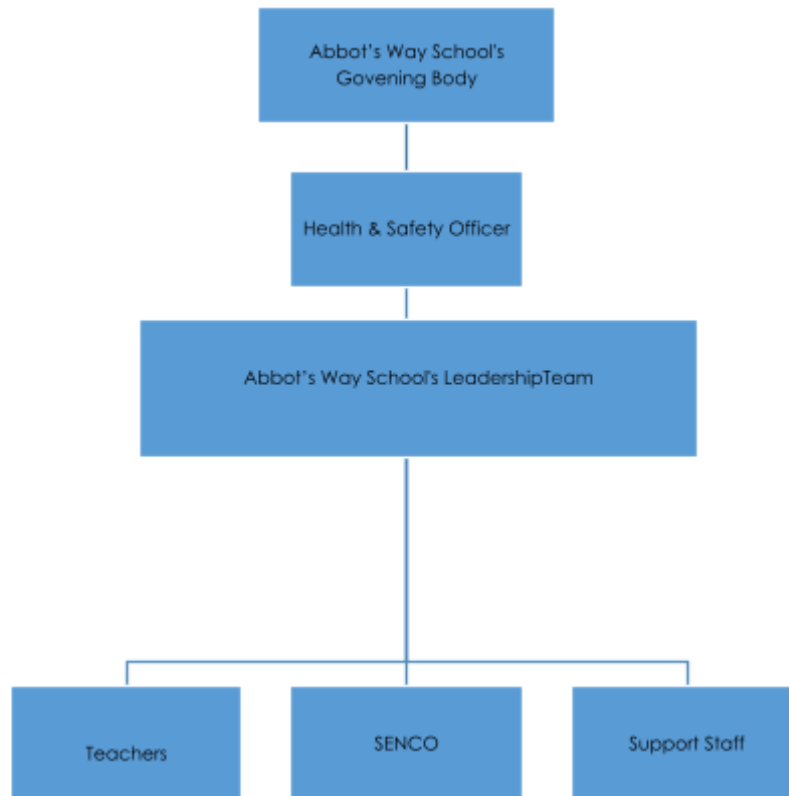 Abbot’s Way School's
Govening Body
Health & Safety Officer
Abbot’s Way School's LeadershipTeam
Teachers
SENCO
Support Staff